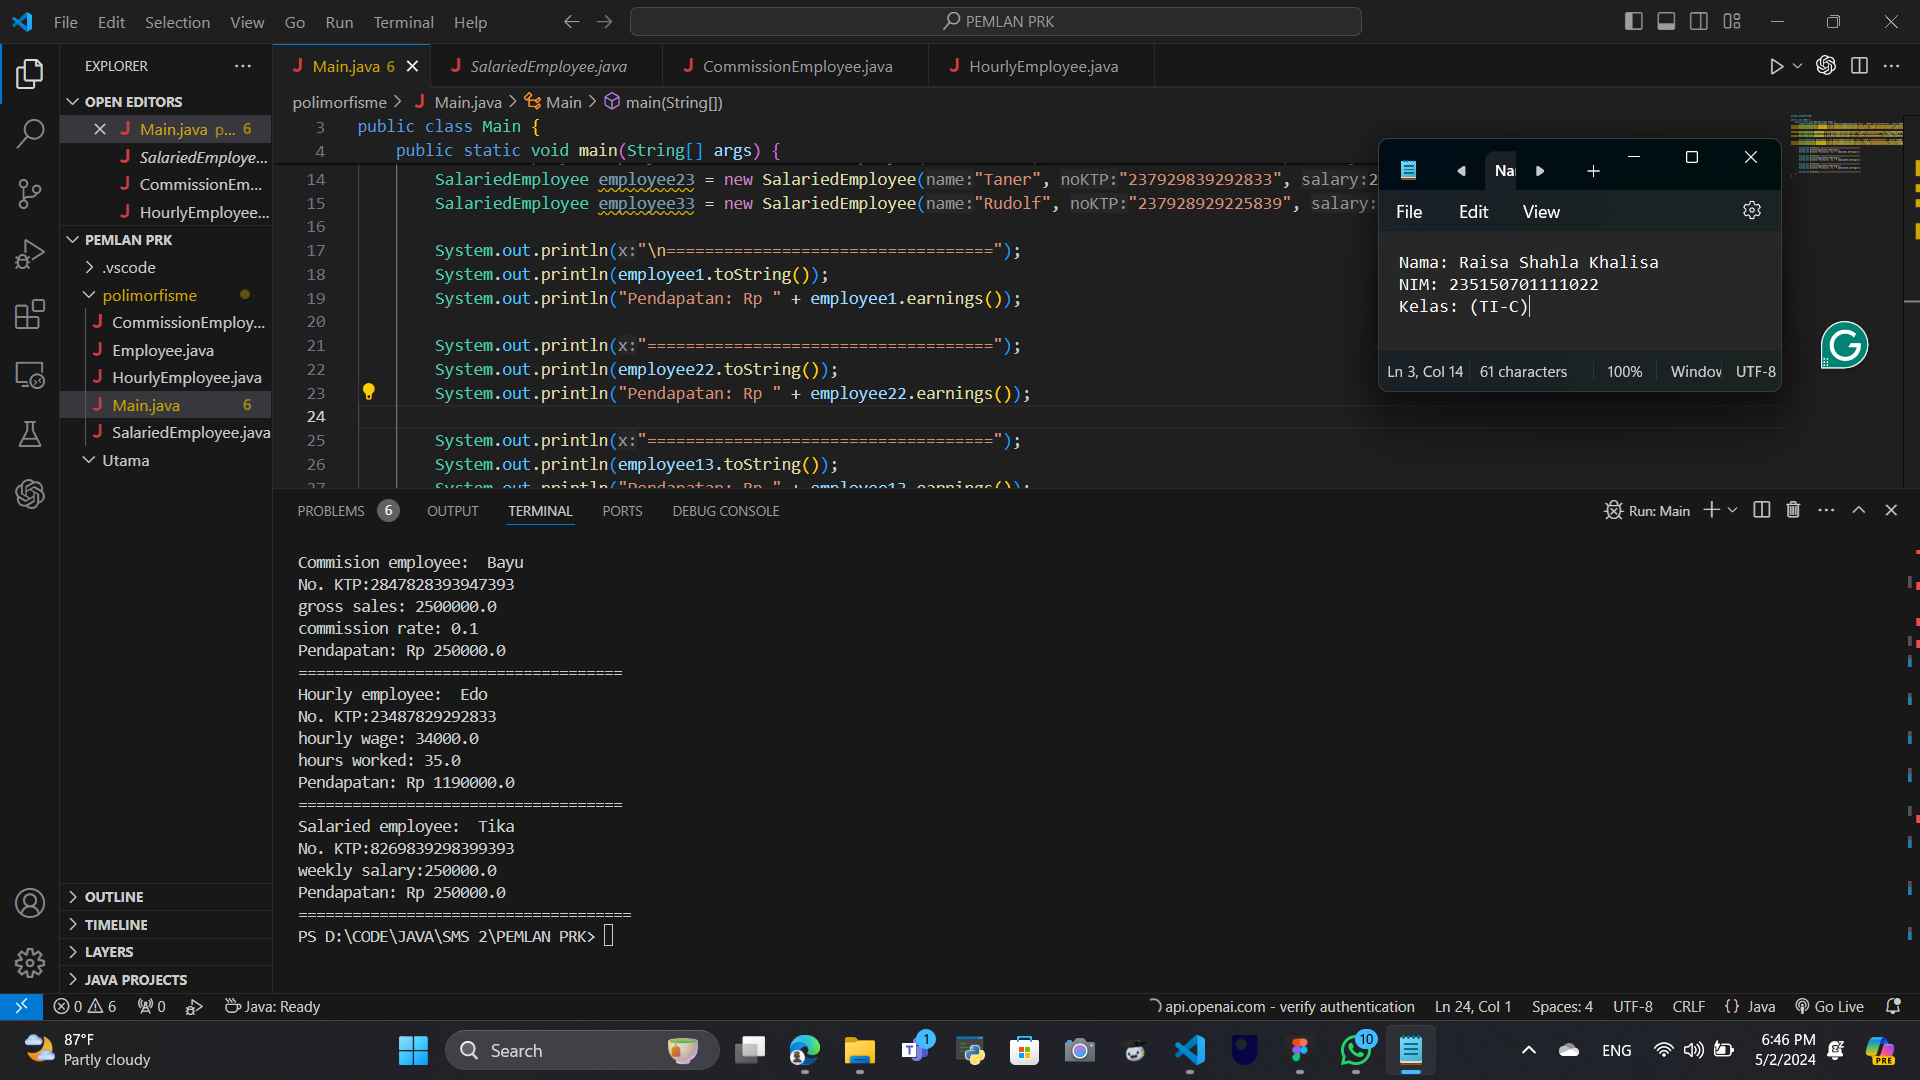 File Edit Selection View Go Run Terminal Help
PEMLAN PRK
EXPLORER
OPEN EDITORS
Main.java p... 6
SalariedEmploye...
CommissionEm...
HourlyEmployee...
PEMLAN PRK
.vscode
polimorfisme
CommissionEmploy...
Employee.java
HourlyEmployee.java
Main.java 6
SalariedEmployee.java
Utama
OUTLINE
TIMELINE
LAYERS
JAVA PROJECTS
Main.java 6 SalariedEmployee.java CommissionEmployee.java HourlyEmployee.java
polimorfisme > Main.java > Main > main(String[])
3 public class Main {
4 public static void main(String[] args) {
14 SalariedEmployee employee23 = new SalariedEmployee(name:"Taner", noKTP:"237929839292833", salary:2
15 SalariedEmployee employee33 = new SalariedEmployee(name:"Rudolf", noKTP:"237928929225839", salary:
16
17 System.out.println(x:"\n==================================");
18 System.out.println(employee1.toString());
19 System.out.println("Pendapatan: Rp " + employee1.earnings());
20
21 System.out.println(x:"====================================");
22 System.out.println(employee22.toString());
23 System.out.println("Pendapatan: Rp " + employee22.earnings());
24
25 System.out.println(x:"====================================");
26 System.out.println(employee13.toString());
27 System.out.println("Pendapatan: Rp " + employee13.earnings());
Na
File Edit View
Nama: Raisa Shahla Khalisa
NIM: 235150701111022
Kelas: (TI-C)
Ln 3, Col 14 61 characters 100% Window UTF-8
PROBLEMS 6 OUTPUT TERMINAL PORTS DEBUG CONSOLE
Run: Main
Commision employee:  Bayu
No. KTP:2847828393947393
gross sales: 2500000.0
commission rate: 0.1
Pendapatan: Rp 250000.0
====================================
Hourly employee:  Edo
No. KTP:23487829292833
hourly wage: 34000.0
hours worked: 35.0
Pendapatan: Rp 1190000.0
====================================
Salaried employee:  Tika
No. KTP:8269839298399393
weekly salary:250000.0
Pendapatan: Rp 250000.0
=====================================
PS D:\CODE\JAVA\SMS 2\PEMLAN PRK>
0 6 0 Java: Ready
api.openai.com - verify authentication Ln 24, Col 1 Spaces: 4 UTF-8 CRLF {} Java Go Live
87°F
Partly cloudy
Search
1
10
ENG
6:46 PM
5/2/2024
PRE